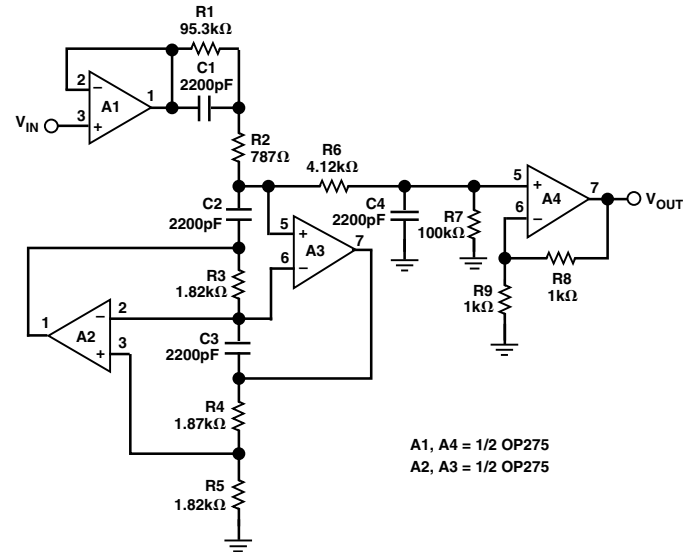 R1
95.3kΩ
C1
2200pF
2
−
A1
1
3
+
VIN
R2
787Ω
R6
4.12kΩ
C2
2200pF
5
+
A3
7
6
−
C4
2200pF
R7
100kΩ
5
+
A4
7
VOUT
6
−
R8
1kΩ
R9
1kΩ
R3
1.82kΩ
1
A2
−
2
+
3
C3
2200pF
R4
1.87kΩ
R5
1.82kΩ
A1, A4 = 1/2 OP275
A2, A3 = 1/2 OP275